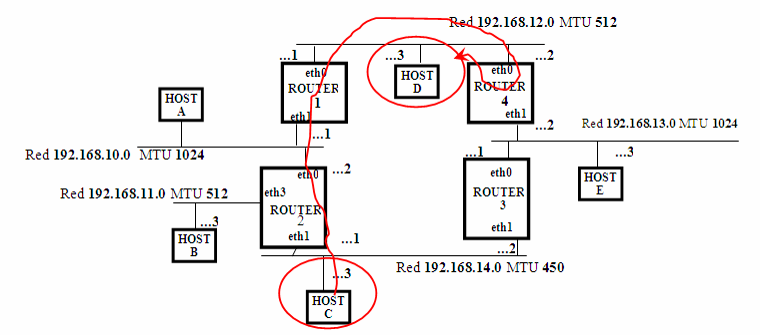 Red 192.168.12.0 MTU 512
...1
...3
...2
eth0
ROUTER
1
eth1
HOST
D
eth0
ROUTER
4
eth1
HOST
A
...1
...2
Red 192.168.13.0 MTU 1024
Red 192.168.10.0 MTU 1024
...2
...1
...3
eth0
eth3
ROUTER
2
eth1
eth0
ROUTER
3
eth1
HOST
E
Red 192.168.11.0 MTU 512
...3
HOST
B
...1
...2
Red 192.168.14.0 MTU 450
...3
HOST
C